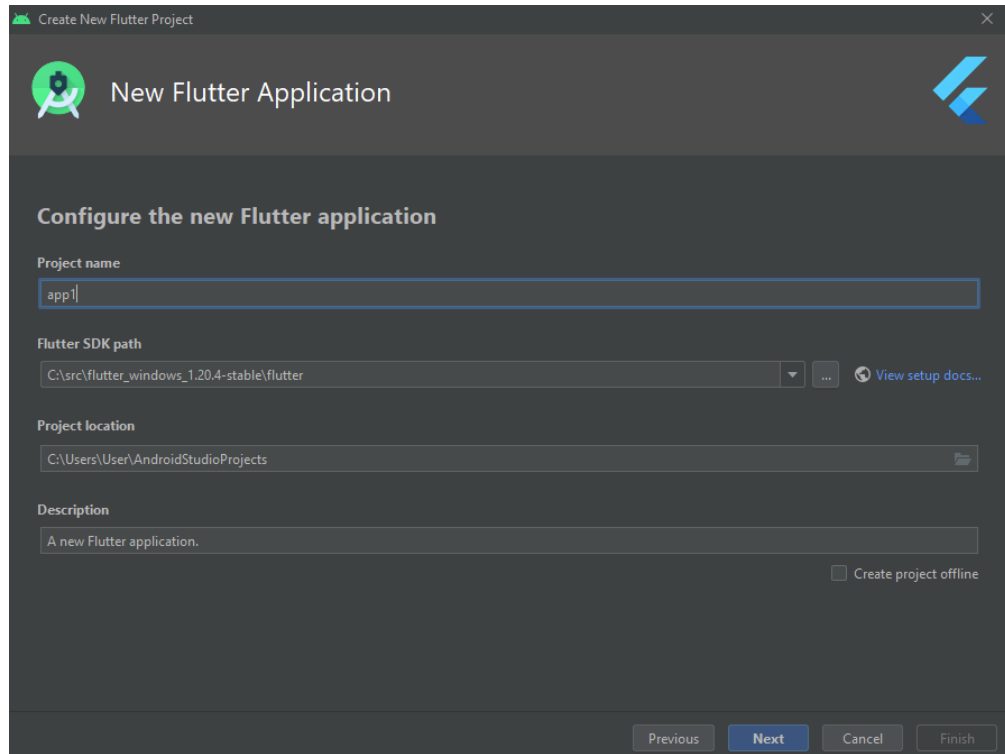 Create New Flutter Project
New Flutter Application
Configure the new Flutter application
Project name
app1
Flutter SDK path
C:\src\flutter_windows_1.20.4-stable\flutter
... View setup docs...
Project location
C:\Users\User\AndroidStudioProjects
Description
A new Flutter application.
Create project offline
Previous Next Cancel Finish